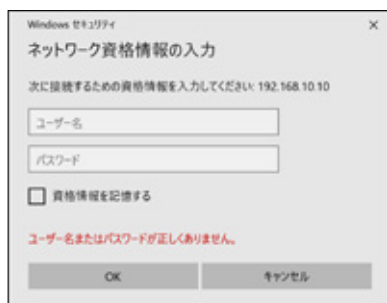 Windows セキュリティ
ネットワーク資格情報の入力
次に接続するための資格情報を入力してください: 192.168.10.10
ユーザー名
パスワード
資格情報を記憶する
ユーザー名またはパスワードが正しくありません。
OK
キャンセル